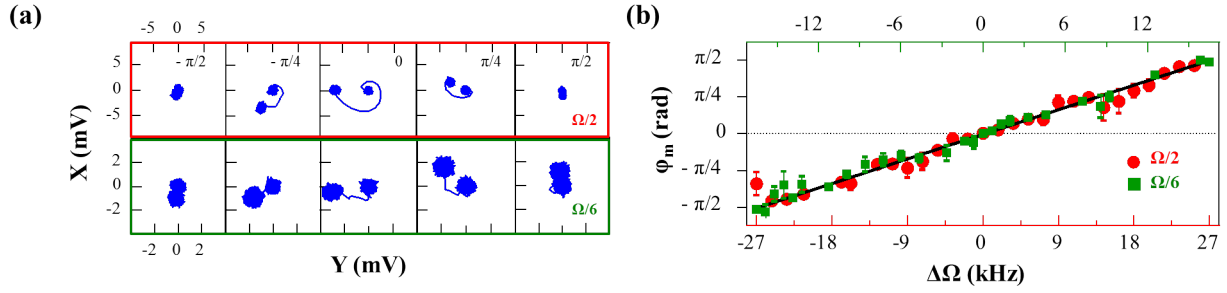 (a)
-5 0 5
X (mV)
5
0
-5
- π/2
- π/4
0
π/4
π/2
Ω/2
2
0
-2
Ω/6
-2 0 2
Y (mV)
(b)
-12 -6 0 6 12
φm (rad)
π/2
π/4
0
- π/4
- π/2
Ω/2
Ω/6
-27 -18 -9 0 9 18 27
ΔΩ (kHz)